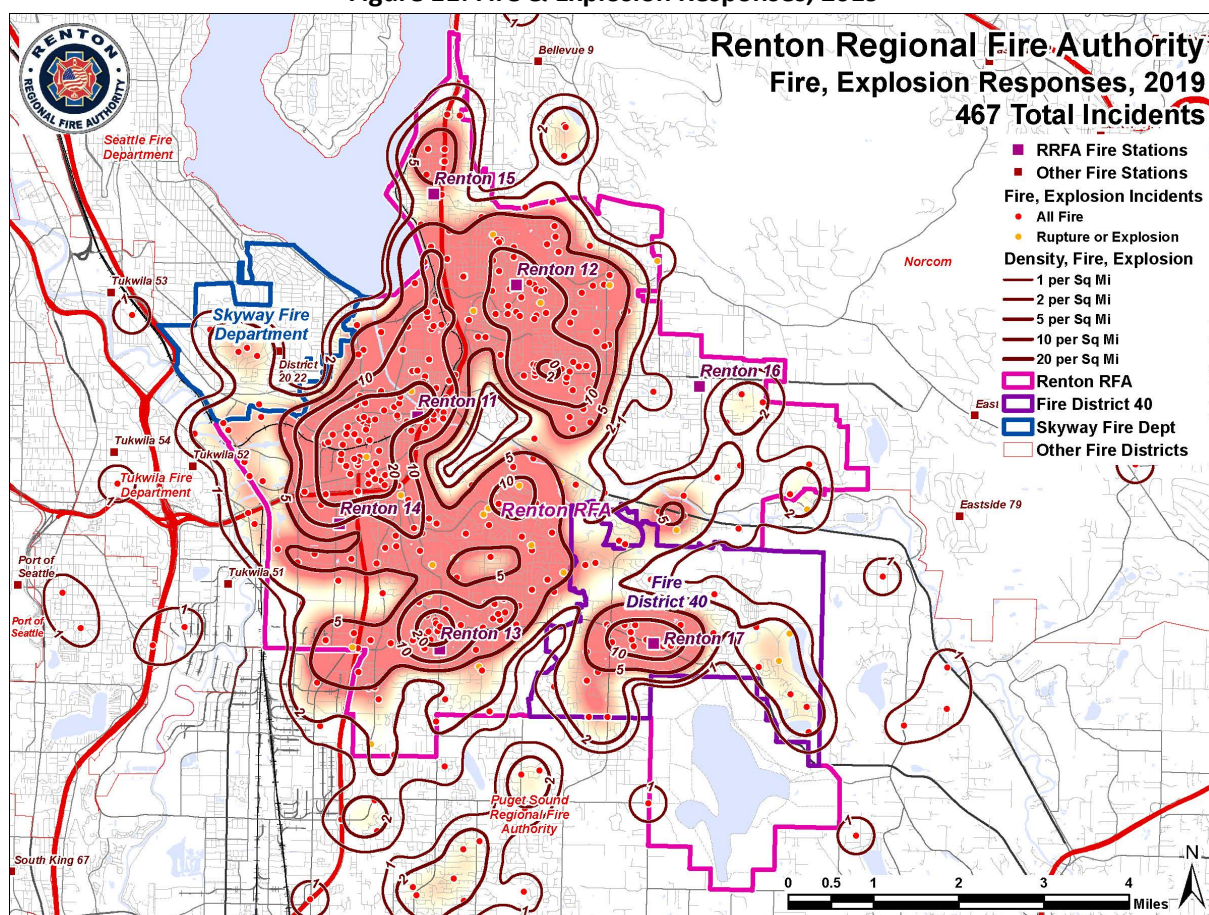 Renton Regional Fire Authority
Fire, Explosion Responses, 2019
467 Total Incidents
RENTON
REGIONAL FIRE AUTHORITY
RRFA Fire Stations
Other Fire Stations
Fire, Explosion Incidents
All Fire
Rupture or Explosion
Density, Fire, Explosion
1 per Sq Mi
2 per Sq Mi
5 per Sq Mi
10 per Sq Mi
20 per Sq Mi
Renton RFA
Fire District 40
Skyway Fire Dept
Other Fire Districts
Bellevue 9
Seattle Fire
Department
Renton 15
Norcom
Renton 12
Tukwila 53
Skyway Fire
Department
District
20 22
Renton 16
East
Renton 11
Tukwila 54
Tukwila 52
Tukwila Fire
Department
Renton 14
Renton RFA
Eastside 79
Port of
Seattle
Tukwila 51
Fire
District 40
Port of
Seattle
Renton 13
Renton 17
Puget Sound
Regional Fire
Authority
South King 67
N
0 0.5 1 2 3 4
Miles